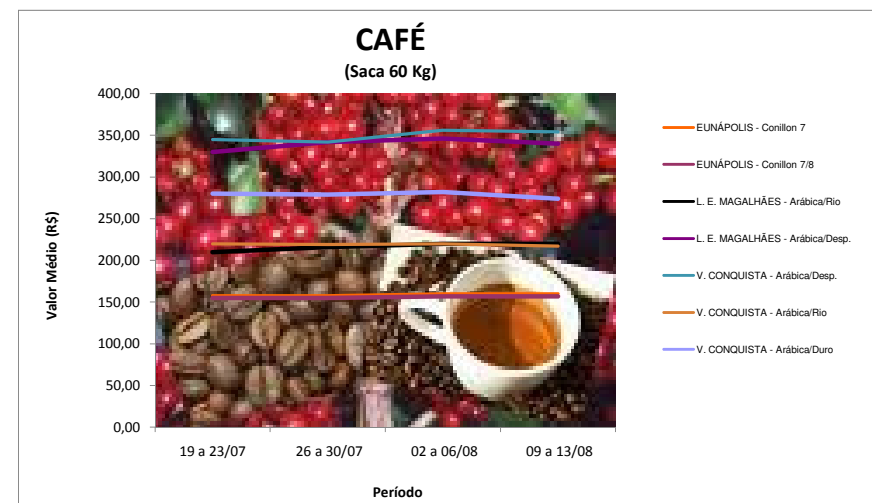 CAFÉ
(Saca 60 Kg)
400,00
350,00
300,00
250,00
200,00
150,00
100,00
50,00
0,00
Valor Médio (R$)
19 a 23/07
26 a 30/07
02 a 06/08
09 a 13/08
Período
EUNÁPOLIS - Conillon 7
EUNÁPOLIS - Conillon 7/8
L. E. MAGALHÃES - Arábica/Rio
L. E. MAGALHÃES - Arábica/Desp.
V. CONQUISTA - Arábica/Desp.
V. CONQUISTA - Arábica/Rio
V. CONQUISTA - Arábica/Duro